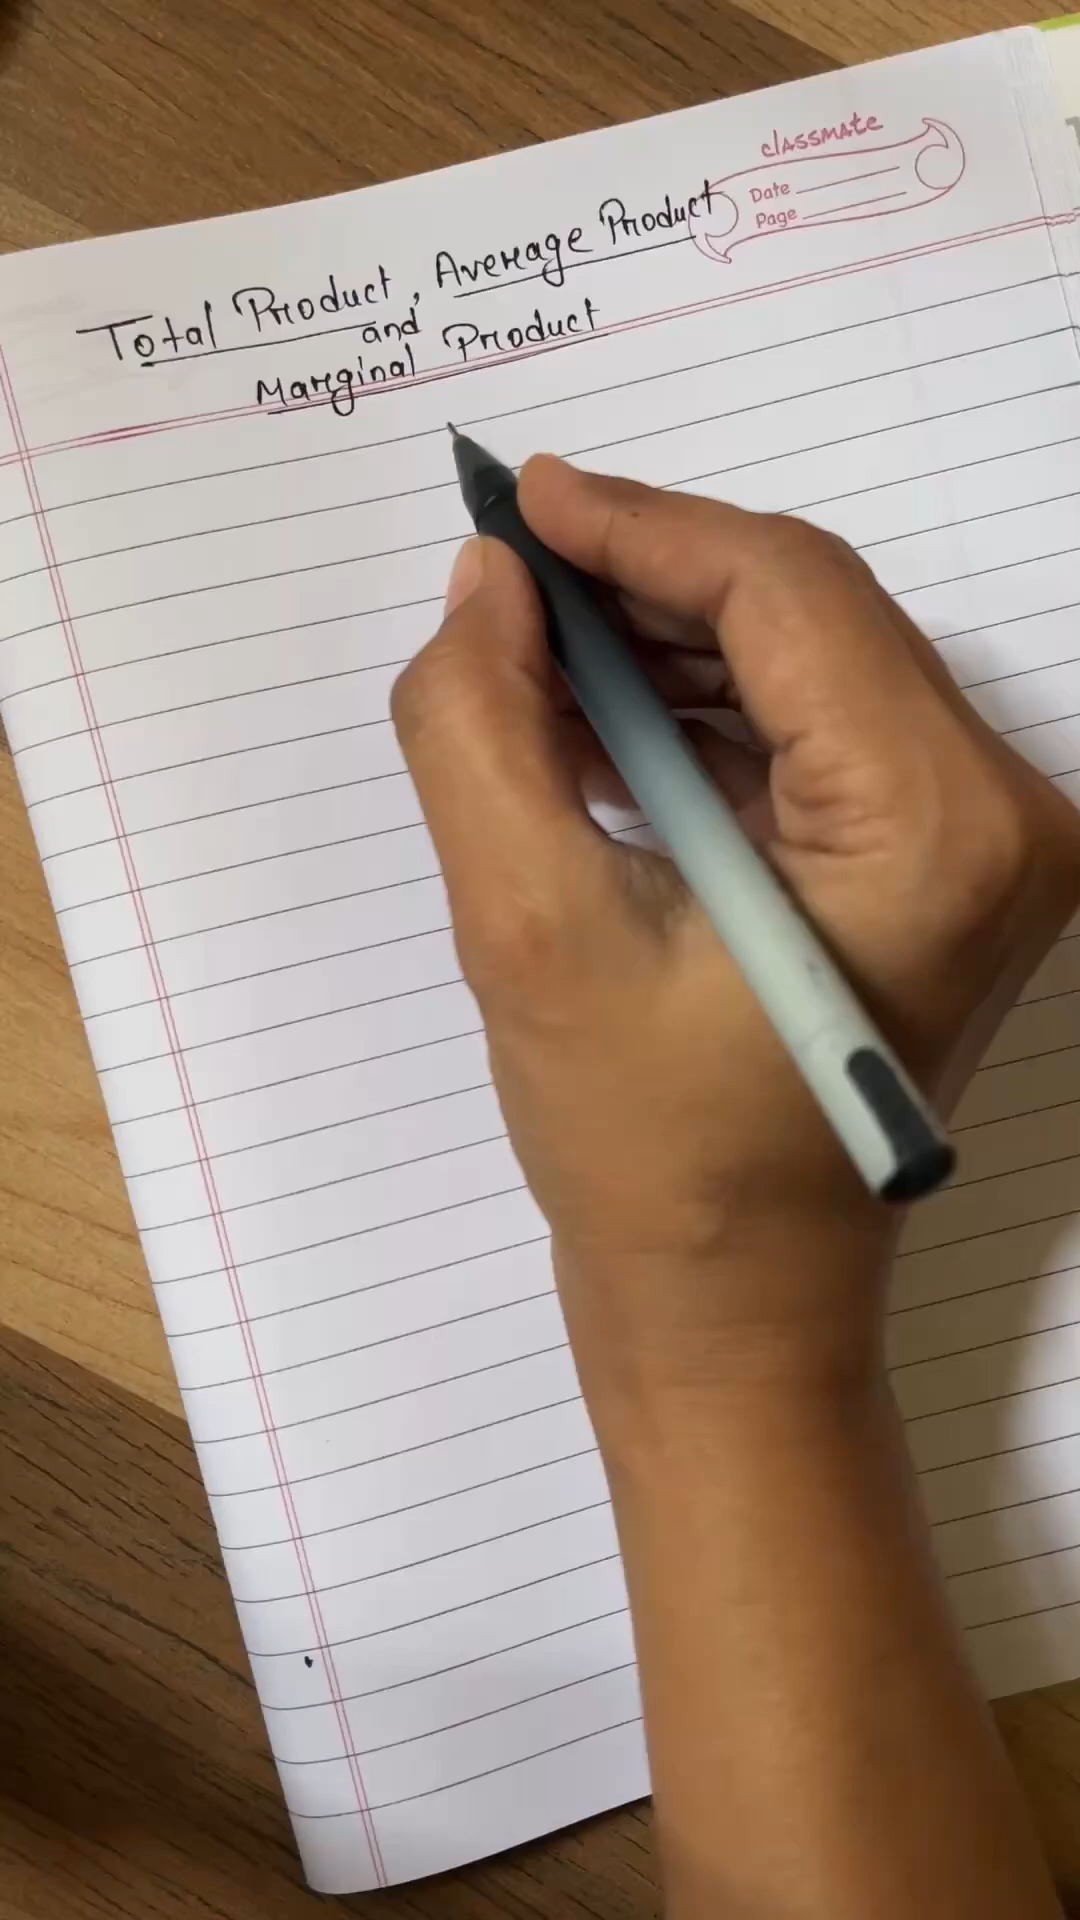 classmate
Date
Page
Total Product, Average Product
and
Marginal Product